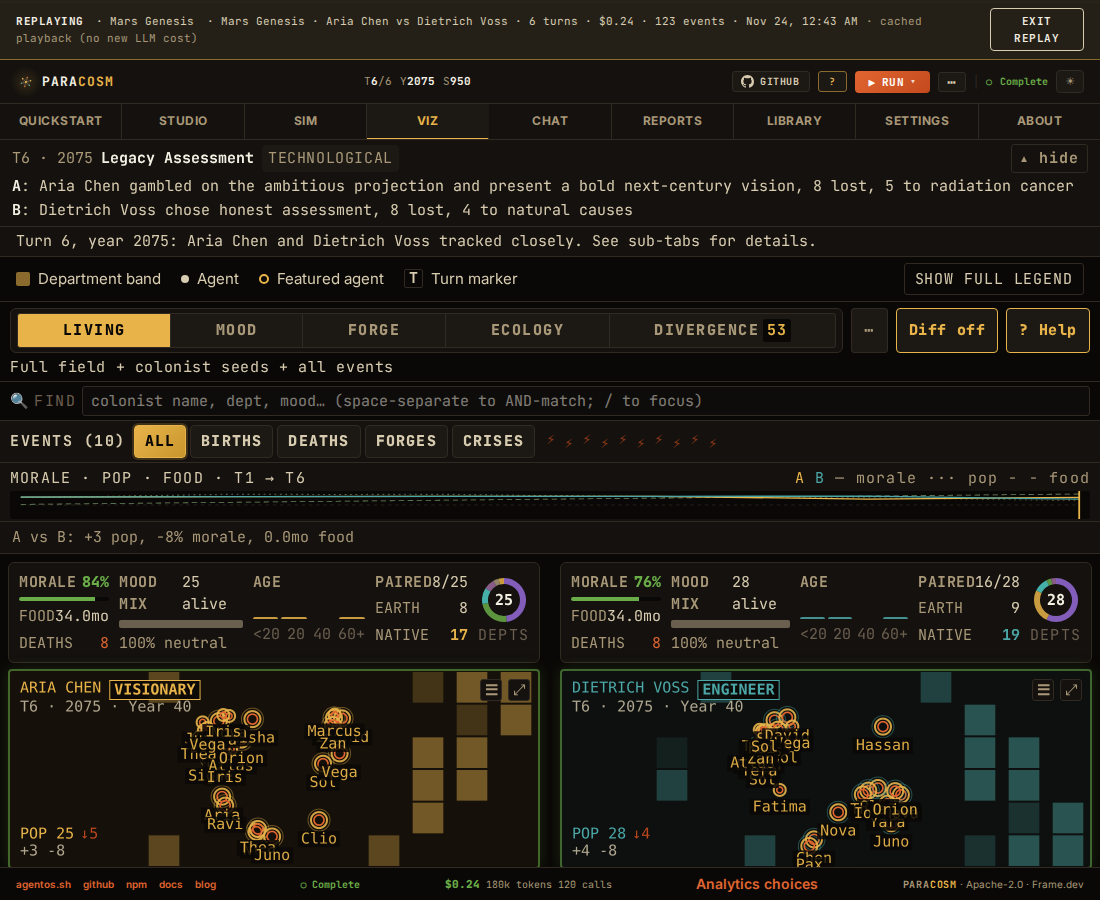 REPLAYING · Mars Genesis · Mars Genesis · Aria Chen vs Dietrich Voss · 6 turns · $0.24 · 123 events · Nov 24, 12:43 AM · cached
playback (no new LLM cost)
EXIT
REPLAY
PARACOSM
T6/6 Y2075 S950
GITHUB
?
▶ RUN ▾
⋯
○ Complete
☀
QUICKSTART
STUDIO
SIM
VIZ
CHAT
REPORTS
LIBRARY
SETTINGS
ABOUT
T6 · 2075 Legacy Assessment TECHNOLOGICAL
▴ hide
A: Aria Chen gambled on the ambitious projection and present a bold next-century vision, 8 lost, 5 to radiation cancer
B: Dietrich Voss chose honest assessment, 8 lost, 4 to natural causes
Turn 6, year 2075: Aria Chen and Dietrich Voss tracked closely. See sub-tabs for details.
Department band
Agent
Featured agent
T Turn marker
SHOW FULL LEGEND
LIVING
MOOD
FORGE
ECOLOGY
DIVERGENCE 53
⋯
Diff off
? Help
Full field + colonist seeds + all events
FIND
colonist name, dept, mood… (space-separate to AND-match; / to focus)
EVENTS (10)
ALL
BIRTHS
DEATHS
FORGES
CRISES
MORALE · POP · FOOD · T1 → T6
A B — morale ··· pop - - food
A vs B: +3 pop, -8% morale, 0.0mo food
MORALE 84%
FOOD 34.0mo
DEATHS 8
MOOD MIX
25 alive
100% neutral
AGE
<20 20 40 60+
PAIRED 8/25
EARTH 8
NATIVE 17
25
DEPTS
MORALE 76%
FOOD 34.0mo
DEATHS 8
MOOD MIX
28 alive
100% neutral
AGE
<20 20 40 60+
PAIRED 16/28
EARTH 9
NATIVE 19
28
DEPTS
ARIA CHEN VISIONARY
T6 · 2075 · Year 40
Iris
Marcus
Vega
Zan
Orion
Iris
Vega
Sol
Aria
Ravi
Clio
Juno
POP 25 ↓5
+3 -8
DIETRICH VOSS ENGINEER
T6 · 2075 · Year 40
David
Sol
Vega
Zan
Hassan
Fatima
Orion
Nova
Yara
Juno
Chen
Pax
POP 28 ↓4
+4 -8
agentos.sh
github
npm
docs
blog
○ Complete
$0.24 180k tokens 120 calls
Analytics choices
PARACOSM · Apache-2.0 · Frame.dev